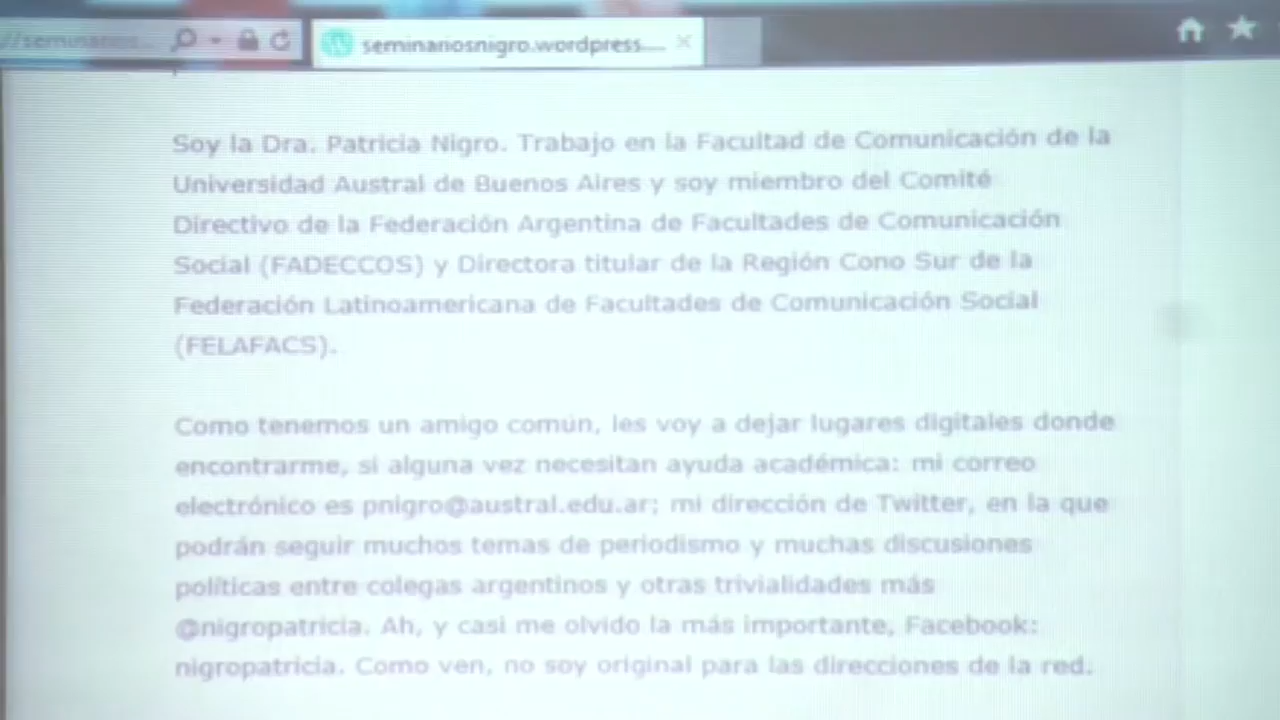 //seminarios...
seminariosnigro.wordpress....
Soy la Dra. Patricia Nigro. Trabajo en la Facultad de Comunicación de la
Universidad Austral de Buenos Aires y soy miembro del Comité
Directivo de la Federación Argentina de Facultades de Comunicación
Social (FADECCOS) y Directora titular de la Región Cono Sur de la
Federación Latinoamericana de Facultades de Comunicación Social
(FELAFACS).
Como tenemos un amigo común, les voy a dejar lugares digitales donde
encontrarme, si alguna vez necesitan ayuda académica: mi correo
electrónico es pnigro@austral.edu.ar; mi dirección de Twitter, en la que
podrán seguir muchos temas de periodismo y muchas discusiones
políticas entre colegas argentinos y otras trivialidades más
@nigropatricia. Ah, y casi me olvido la más importante, Facebook:
nigropatricia. Como ven, no soy original para las direcciones de la red.